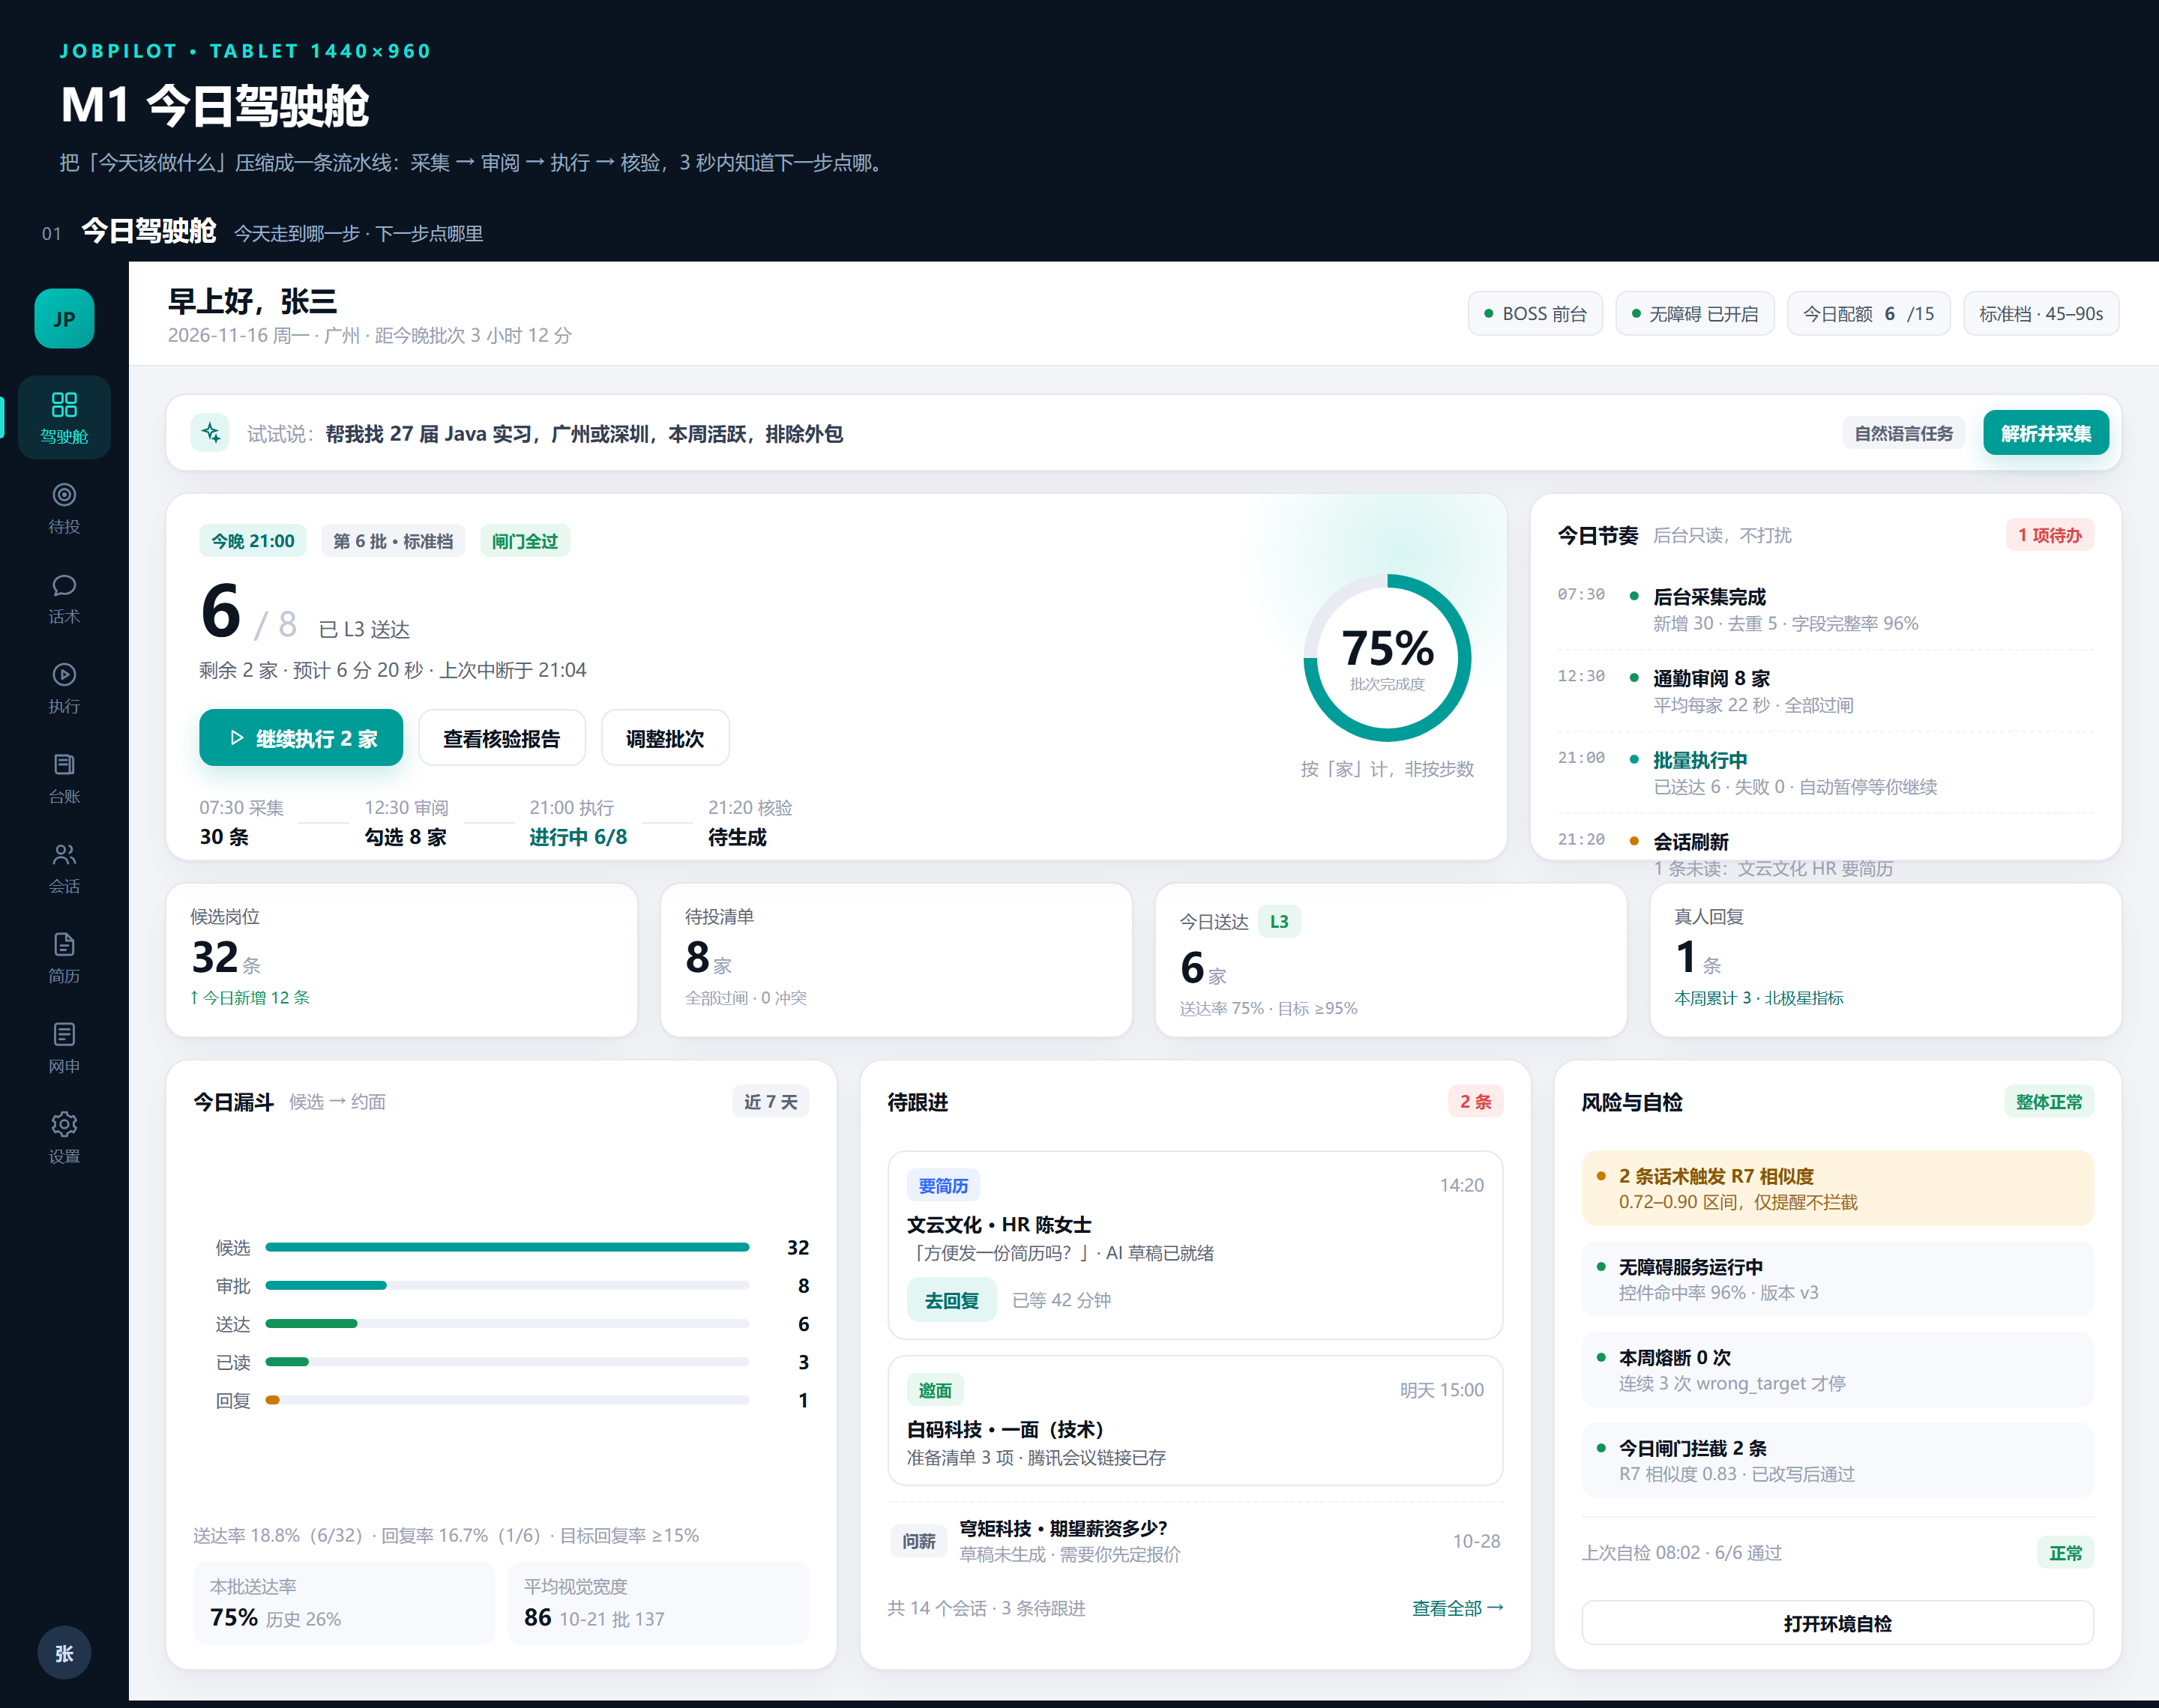 JOBPILOT • TABLET 1440×960
M1 今日驾驶舱
把「今天该做什么」压缩成一条流水线：采集 → 审阅 → 执行 → 核验，3 秒内知道下一步点哪。
01 今日驾驶舱 今天走到哪一步 · 下一步点哪里
JP
驾驶舱
待投
话术
执行
台账
会话
简历
网申
设置
张
早上好，张三
2026-11-16 周一 · 广州 · 距今晚批次 3 小时 12 分
BOSS 前台
无障碍 已开启
今日配额 6 /15
标准档 · 45–90s
试试说：帮我找 27 届 Java 实习，广州或深圳，本周活跃，排除外包
自然语言任务
解析并采集
今晚 21:00
第 6 批 • 标准档
闸门全过
6 / 8 已 L3 送达
剩余 2 家 · 预计 6 分 20 秒 · 上次中断于 21:04
继续执行 2 家
查看核验报告
调整批次
07:30 采集
30 条
12:30 审阅
勾选 8 家
21:00 执行
进行中 6/8
21:20 核验
待生成
75%
批次完成度
按「家」计，非按步数
今日节奏 后台只读，不打扰
1 项待办
07:30 后台采集完成
新增 30 · 去重 5 · 字段完整率 96%
12:30 通勤审阅 8 家
平均每家 22 秒 · 全部过闸
21:00 批量执行中
已送达 6 · 失败 0 · 自动暂停等你继续
21:20 会话刷新
1 条未读：文云文化 HR 要简历
候选岗位
32 条
↑ 今日新增 12 条
待投清单
8 家
全部过闸 · 0 冲突
今日送达 L3
6 家
送达率 75% · 目标 ≥95%
真人回复
1 条
本周累计 3 · 北极星指标
今日漏斗 候选 → 约面
近 7 天
候选 32
审批 8
送达 6
已读 3
回复 1
送达率 18.8%（6/32）· 回复率 16.7%（1/6）· 目标回复率 ≥15%
本批送达率
75% 历史 26%
平均视觉宽度
86 10-21 批 137
待跟进
2 条
要简历 14:20
文云文化 • HR 陈女士
「方便发一份简历吗？」· AI 草稿已就绪
去回复 已等 42 分钟
邀面 明天 15:00
白码科技 • 一面（技术）
准备清单 3 项 · 腾讯会议链接已存
问薪
穹矩科技 • 期望薪资多少？
草稿未生成 · 需要你先定报价
10-28
共 14 个会话 · 3 条待跟进
查看全部 →
风险与自检
整体正常
2 条话术触发 R7 相似度
0.72–0.90 区间，仅提醒不拦截
无障碍服务运行中
控件命中率 96% · 版本 v3
本周熔断 0 次
连续 3 次 wrong_target 才停
今日闸门拦截 2 条
R7 相似度 0.83 · 已改写后通过
上次自检 08:02 · 6/6 通过
正常
打开环境自检